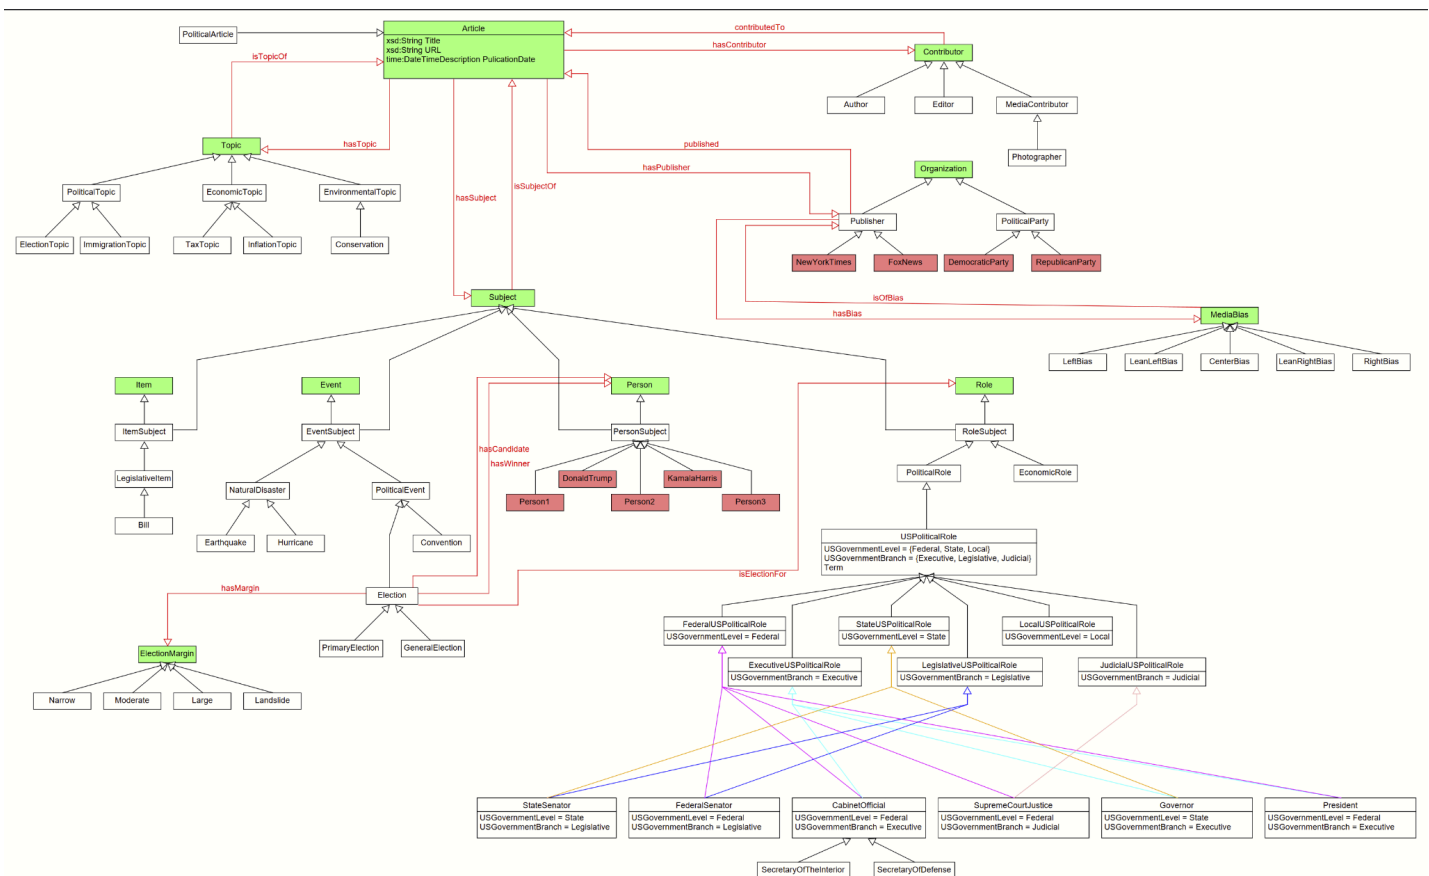 PoliticalArticle
Article
xsd:String Title
xsd:String URL
time:DateTimeDescription PulicationDate
contributedTo
hasContributor
Contributor
isTopicOf
Author
Editor
MediaContributor
Photographer
Topic
hasTopic
published
hasPublisher
Organization
PoliticalTopic
EconomicTopic
EnvironmentalTopic
hasSubject
isSubjectOf
Publisher
PoliticalParty
ElectionTopic
ImmigrationTopic
TaxTopic
InflationTopic
Conservation
NewYorkTimes
FoxNews
DemocraticParty
RepublicanParty
Subject
isOfBias
hasBias
MediaBias
LeftBias
LeanLeftBias
CenterBias
LeanRightBias
RightBias
Item
Event
Person
Role
ItemSubject
EventSubject
PersonSubject
RoleSubject
hasCandidate
hasWinner
LegislativeItem
DonaldTrump
KamalaHarris
PoliticalRole
EconomicRole
NaturalDisaster
PoliticalEvent
Person1
Person2
Person3
Bill
Earthquake
Hurricane
Convention
USPoliticalRole
USGovernmentLevel = {Federal, State, Local}
USGovernmentBranch = {Executive, Legislative, Judicial}
Term
isElectionFor
hasMargin
Election
FederalUSPoliticalRole
USGovernmentLevel = Federal
StateUSPoliticalRole
USGovernmentLevel = State
LocalUSPoliticalRole
USGovernmentLevel = Local
PrimaryElection
GeneralElection
ElectionMargin
ExecutiveUSPoliticalRole
USGovernmentBranch = Executive
LegislativeUSPoliticalRole
USGovernmentBranch = Legislative
JudicialUSPoliticalRole
USGovernmentBranch = Judicial
Narrow
Moderate
Large
Landslide
StateSenator
USGovernmentLevel = State
USGovernmentBranch = Legislative
FederalSenator
USGovernmentLevel = Federal
USGovernmentBranch = Legislative
CabinetOfficial
USGovernmentLevel = Federal
USGovernmentBranch = Executive
SupremeCourtJustice
USGovernmentLevel = Federal
USGovernmentBranch = Judicial
Governor
USGovernmentLevel = State
USGovernmentBranch = Executive
President
USGovernmentLevel = Federal
USGovernmentBranch = Executive
SecretaryOfTheInterior
SecretaryOfDefense